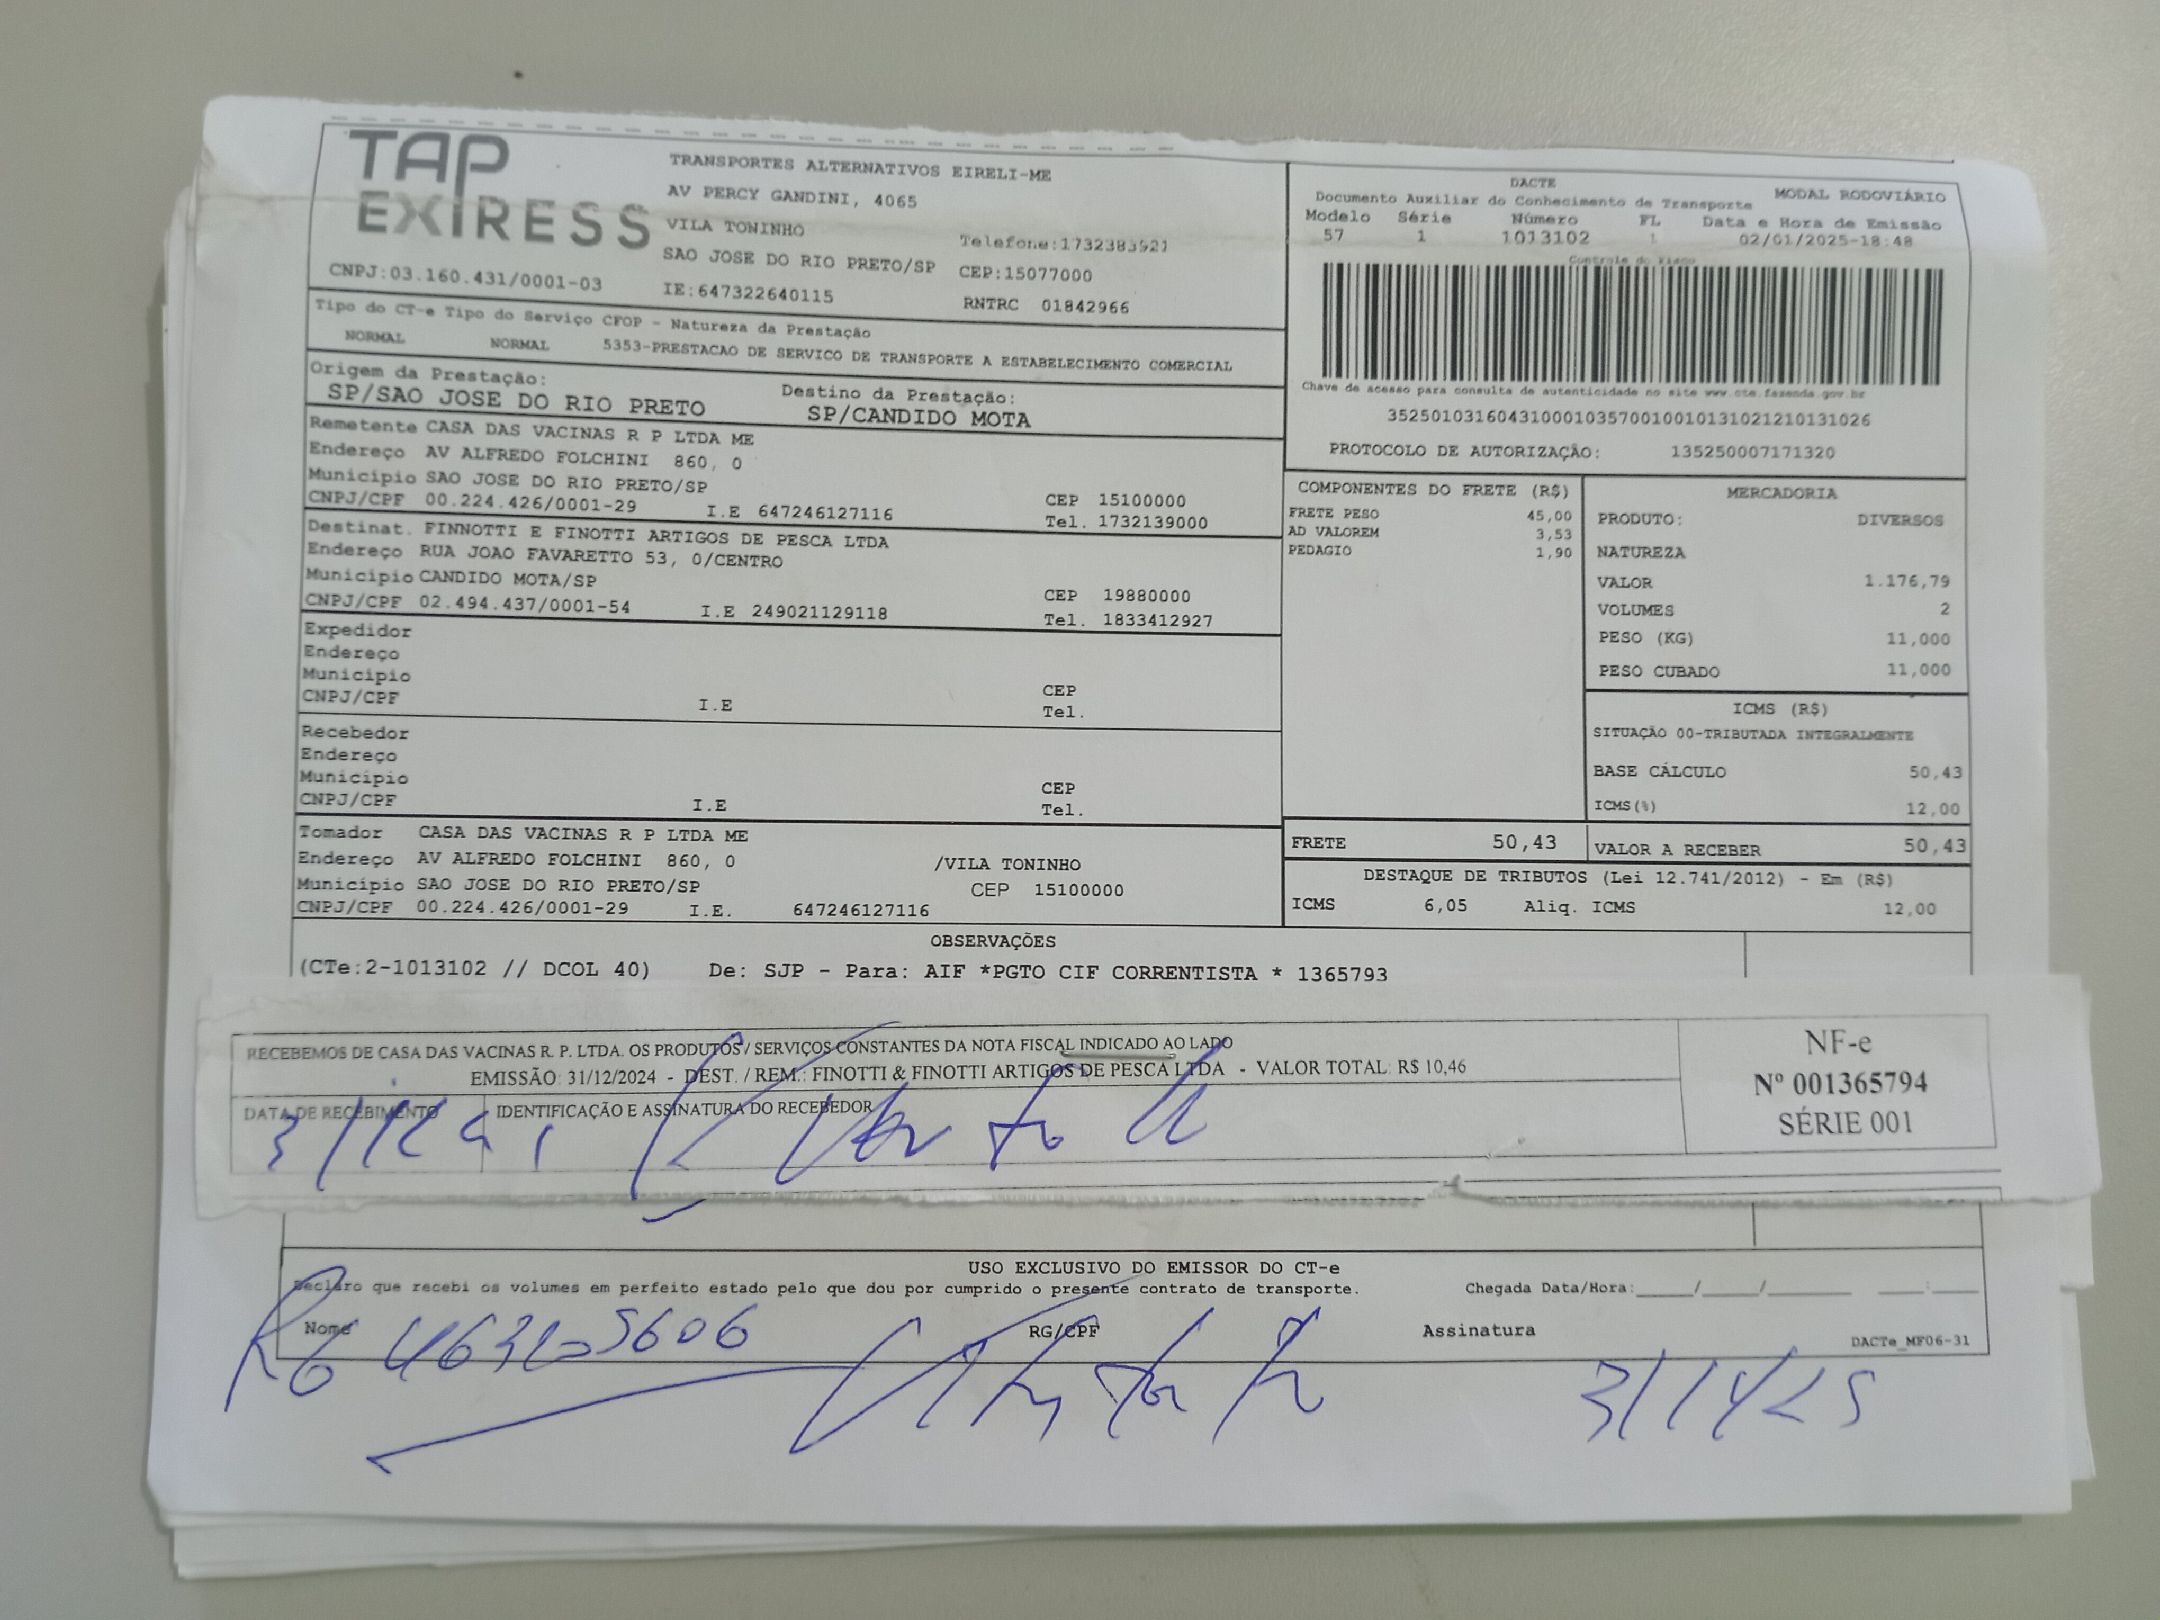 TAP
EXIRESS
TRANSPORTES ALTERNATIVOS EIRELI-ME
AV PERCY GANDINI, 4065
VILA TONINHO
Telefone:1732383921
SAO JOSE DO RIO PRETO/SP CEP:15077000
CNPJ:03.160.431/0001-03 IE:647322640115 RNTRC 01842966
DACTE MODAL RODOVIÁRIO
Documento Auxiliar do Conhecimento de Transporte
Modelo Série Número FL Data e Hora de Emissão
57 1 1013102 1 02/01/2025-18:48
Controle do Fisco
Chave de acesso para consulta de autenticidade no site www.cte.fazenda.gov.br
35250103160431000103570010010131021210131026
PROTOCOLO DE AUTORIZAÇÃO: 135250007171320
Tipo do CT-e Tipo do Serviço CFOP - Natureza da Prestação
NORMAL NORMAL 5353-PRESTACAO DE SERVICO DE TRANSPORTE A ESTABELECIMENTO COMERCIAL
Origem da Prestação: Destino da Prestação:
SP/SAO JOSE DO RIO PRETO SP/CANDIDO MOTA
Remetente CASA DAS VACINAS R P LTDA ME
Endereço AV ALFREDO FOLCHINI 860, 0
Município SAO JOSE DO RIO PRETO/SP CEP 15100000
CNPJ/CPF 00.224.426/0001-29 I.E 647246127116 Tel. 1732139000
Destinat. FINNOTTI E FINOTTI ARTIGOS DE PESCA LTDA
Endereço RUA JOAO FAVARETTO 53, 0/CENTRO
Município CANDIDO MOTA/SP CEP 19880000
CNPJ/CPF 02.494.437/0001-54 I.E 249021129118 Tel. 1833412927
Expedidor
Endereço
Município CEP
CNPJ/CPF I.E Tel.
Recebedor
Endereço
Município CEP
CNPJ/CPF I.E Tel.
Tomador CASA DAS VACINAS R P LTDA ME
Endereço AV ALFREDO FOLCHINI 860, 0 /VILA TONINHO
Município SAO JOSE DO RIO PRETO/SP CEP 15100000
CNPJ/CPF 00.224.426/0001-29 I.E. 647246127116
COMPONENTES DO FRETE (R$)
FRETE PESO 45,00
AD VALOREM 3,53
PEDAGIO 1,90
MERCADORIA
PRODUTO: DIVERSOS
NATUREZA
VALOR 1.176,79
VOLUMES 2
PESO (KG) 11,000
PESO CUBADO 11,000
ICMS (R$)
SITUAÇÃO 00-TRIBUTADA INTEGRALMENTE
BASE CÁLCULO 50,43
ICMS(%) 12,00
FRETE 50,43 VALOR A RECEBER 50,43
DESTAQUE DE TRIBUTOS (Lei 12.741/2012) - Em (R$)
ICMS 6,05 Aliq. ICMS 12,00
OBSERVAÇÕES
(CTe:2-1013102 // DCOL 40) De: SJP - Para: AIF *PGTO CIF CORRENTISTA * 1365793
RECEBEMOS DE CASA DAS VACINAS R. P. LTDA. OS PRODUTOS / SERVIÇOS CONSTANTES DA NOTA FISCAL INDICADO AO LADO
EMISSÃO: 31/12/2024 - DEST. / REM.: FINOTTI & FINOTTI ARTIGOS DE PESCA LTDA - VALOR TOTAL: R$ 10,46
DATA DE RECEBIMENTO IDENTIFICAÇÃO E ASSINATURA DO RECEBEDOR
NF-e
Nº 001365794
SÉRIE 001
USO EXCLUSIVO DO EMISSOR DO CT-e
Declaro que recebi os volumes em perfeito estado pelo que dou por cumprido o presente contrato de transporte. Chegada Data/Hora:_____/_____/_______ ____:____
Nome RG/CPF Assinatura DACTe_MF06-31